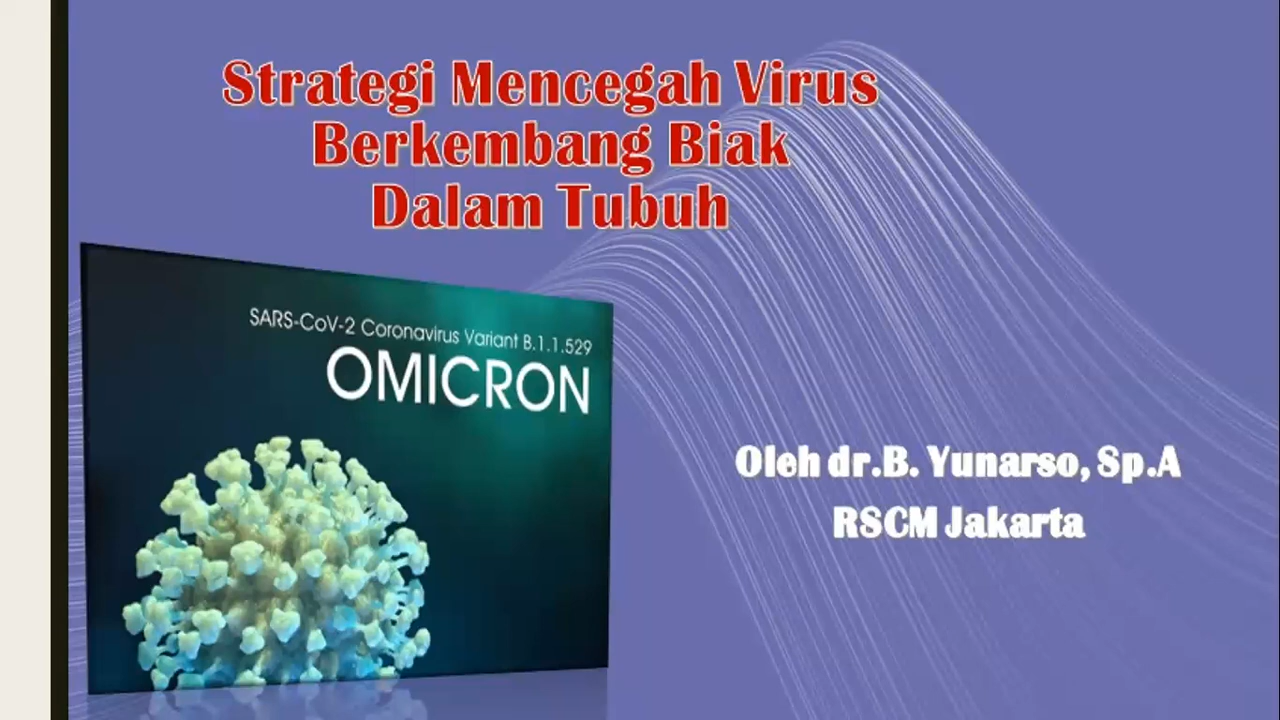 Strategi Mencegah Virus
Berkembang Biak
Dalam Tubuh
SARS-CoV-2 Coronavirus Variant B.1.1.529
OMICRON
Oleh dr.B. Yunarso, Sp.A
RSCM Jakarta